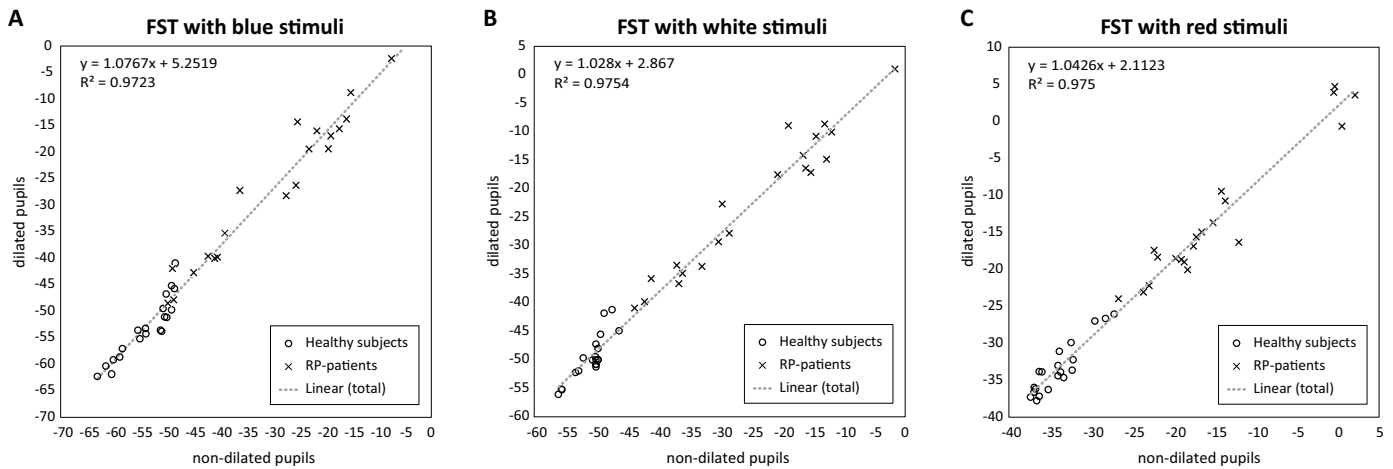 A
FST with blue stimuli
y = 1.0767x + 5.2519
R² = 0.9723
0
-5
-10
-15
-20
-25
-30
-35
-40
-45
-50
-55
-60
-65
-70
dilated pupils
Healthy subjects
RP-patients
Linear (total)
-70 -65 -60 -55 -50 -45 -40 -35 -30 -25 -20 -15 -10 -5 0
non-dilated pupils
B
FST with white stimuli
y = 1.028x + 2.867
R² = 0.9754
5
0
-5
-10
-15
-20
-25
-30
-35
-40
-45
-50
-55
-60
dilated pupils
Healthy subjects
RP-patients
Linear (total)
-60 -55 -50 -45 -40 -35 -30 -25 -20 -15 -10 -5 0
non-dilated pupils
C
FST with red stimuli
y = 1.0426x + 2.1123
R² = 0.975
10
5
0
-5
-10
-15
-20
-25
-30
-35
-40
dilated pupils
Healthy subjects
RP-patients
Linear (total)
-40 -35 -30 -25 -20 -15 -10 -5 0 5
non-dilated pupils